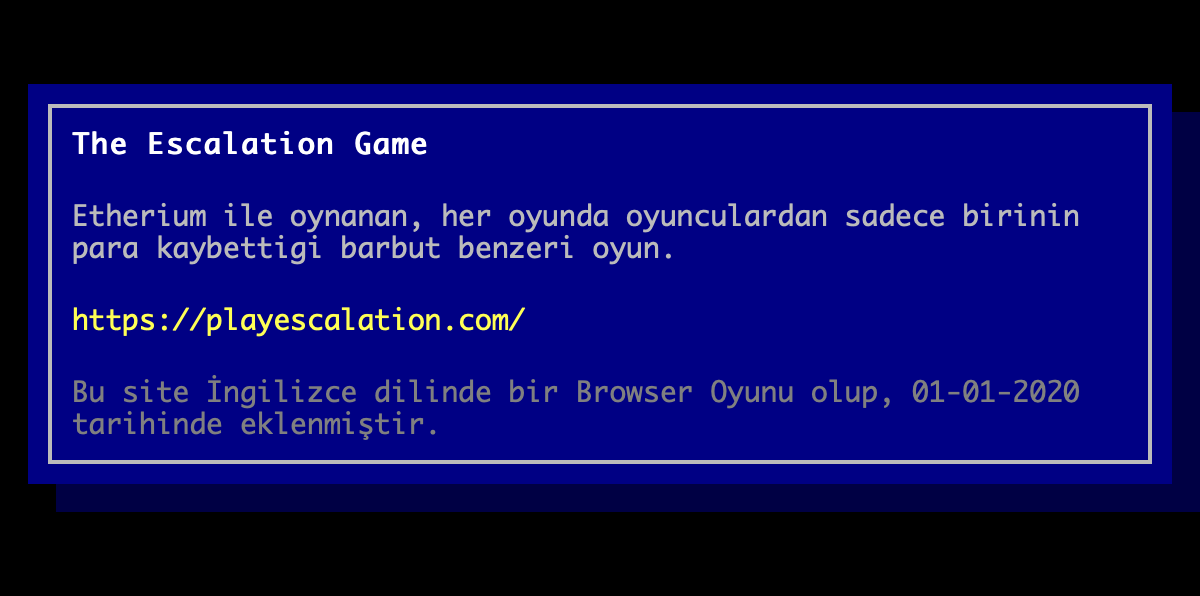 The Escalation Game
Etherium ile oynanan, her oyunda oyunculardan sadece birinin
para kaybettigi barbut benzeri oyun.
https://playescalation.com/
Bu site İngilizce dilinde bir Browser Oyunu olup, 01-01-2020
tarihinde eklenmiştir.